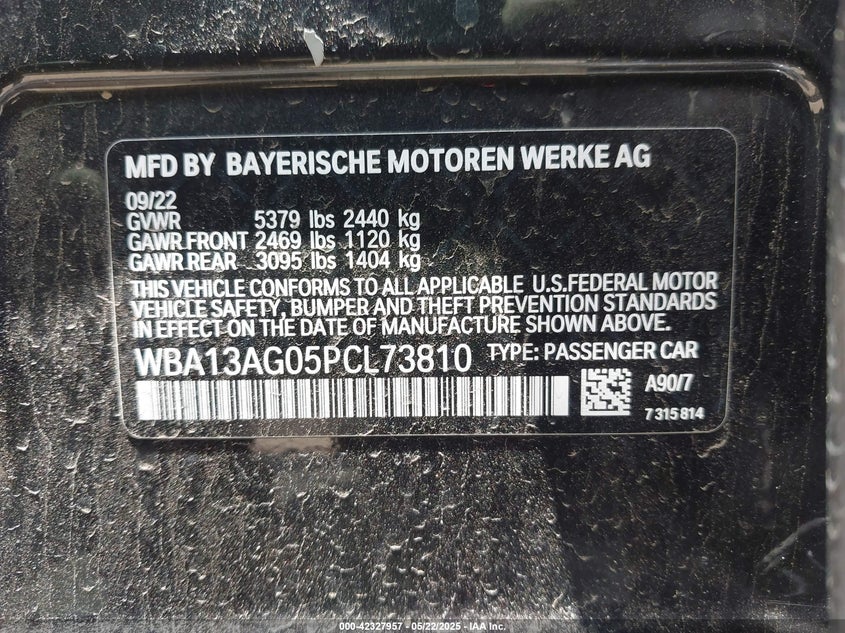 MFD BY BAYERISCHE MOTOREN WERKE AG
09/22
GVWR 5379 lbs 2440 kg
GAWR FRONT 2469 lbs 1120 kg
GAWR REAR 3095 lbs 1404 kg
THIS VEHICLE CONFORMS TO ALL APPLICABLE U.S.FEDERAL MOTOR
VEHICLE SAFETY, BUMPER AND THEFT PREVENTION STANDARDS
IN EFFECT ON THE DATE OF MANUFACTURE SHOWN ABOVE.
WBA13AG05PCL73810 TYPE: PASSENGER CAR
A90/7
7 315 814
000-42327957 - 05/22/2025 - IAA Inc.